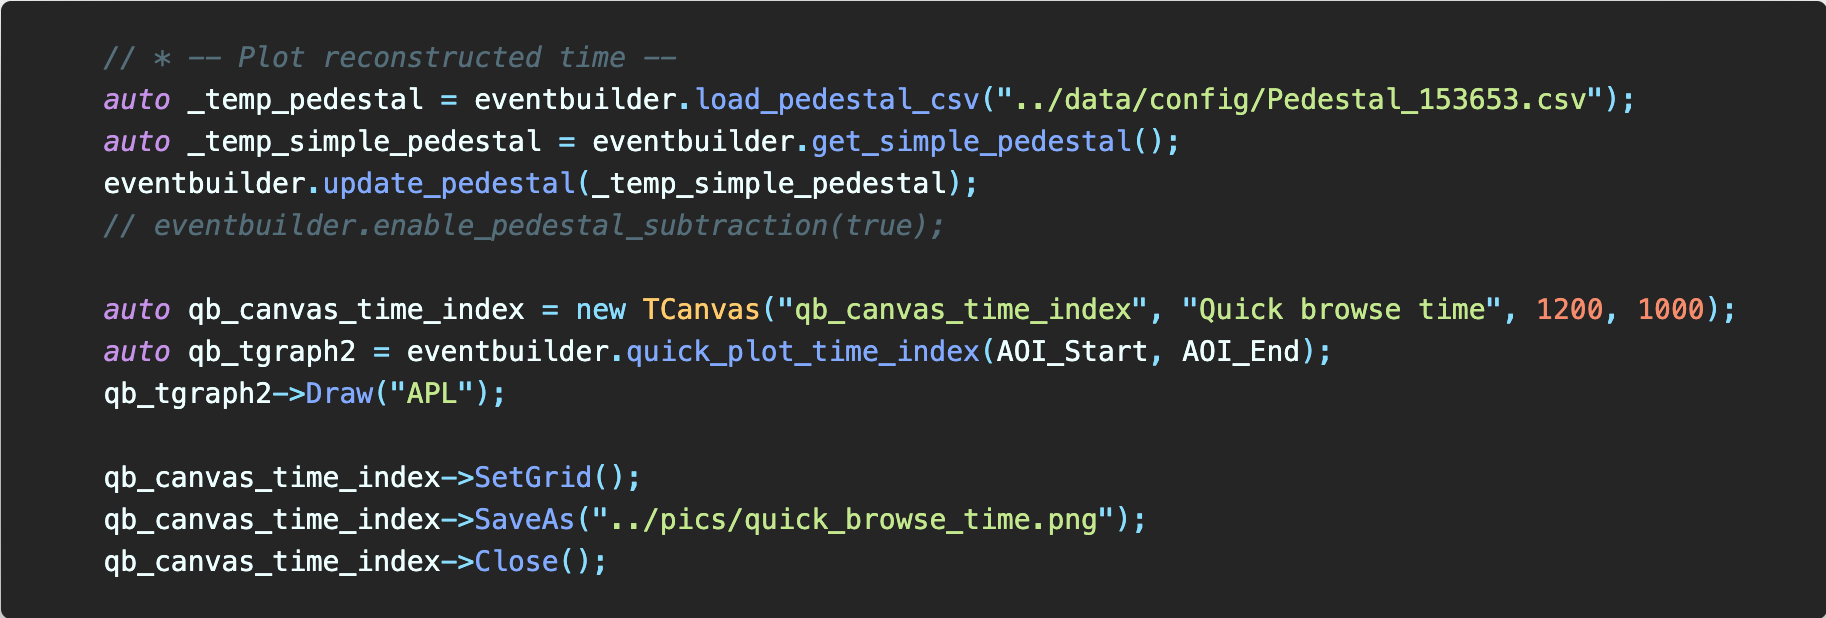 // * -- Plot reconstructed time --
auto _temp_pedestal = eventbuilder.load_pedestal_csv("../data/config/Pedestal_153653.csv");
auto _temp_simple_pedestal = eventbuilder.get_simple_pedestal();
eventbuilder.update_pedestal(_temp_simple_pedestal);
// eventbuilder.enable_pedestal_subtraction(true);
auto qb_canvas_time_index = new TCanvas("qb_canvas_time_index", "Quick browse time", 1200, 1000);
auto qb_tgraph2 = eventbuilder.quick_plot_time_index(AOI_Start, AOI_End);
qb_tgraph2->Draw("APL");
qb_canvas_time_index->SetGrid();
qb_canvas_time_index->SaveAs("../pics/quick_browse_time.png");
qb_canvas_time_index->Close();